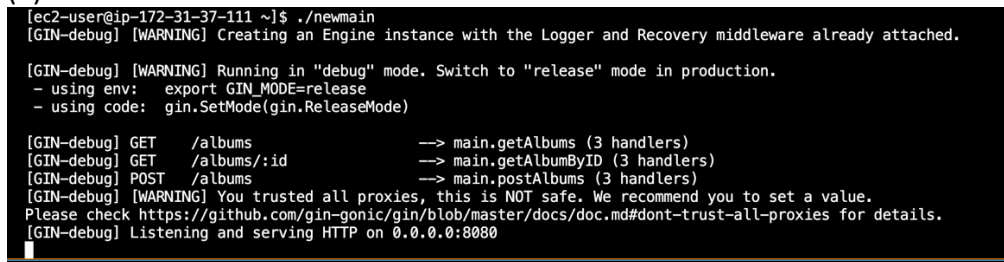 [ec2-user@ip-172-31-37-111 ~]$ ./newmain
[GIN-debug] [WARNING] Creating an Engine instance with the Logger and Recovery middleware already attached.
[GIN-debug] [WARNING] Running in "debug" mode. Switch to "release" mode in production.
 - using env:   export GIN_MODE=release
 - using code:  gin.SetMode(gin.ReleaseMode)
[GIN-debug] GET    /albums                   --> main.getAlbums (3 handlers)
[GIN-debug] GET    /albums/:id               --> main.getAlbumByID (3 handlers)
[GIN-debug] POST   /albums                   --> main.postAlbums (3 handlers)
[GIN-debug] [WARNING] You trusted all proxies, this is NOT safe. We recommend you to set a value.
Please check https://github.com/gin-gonic/gin/blob/master/docs/doc.md#dont-trust-all-proxies for details.
[GIN-debug] Listening and serving HTTP on 0.0.0.0:8080